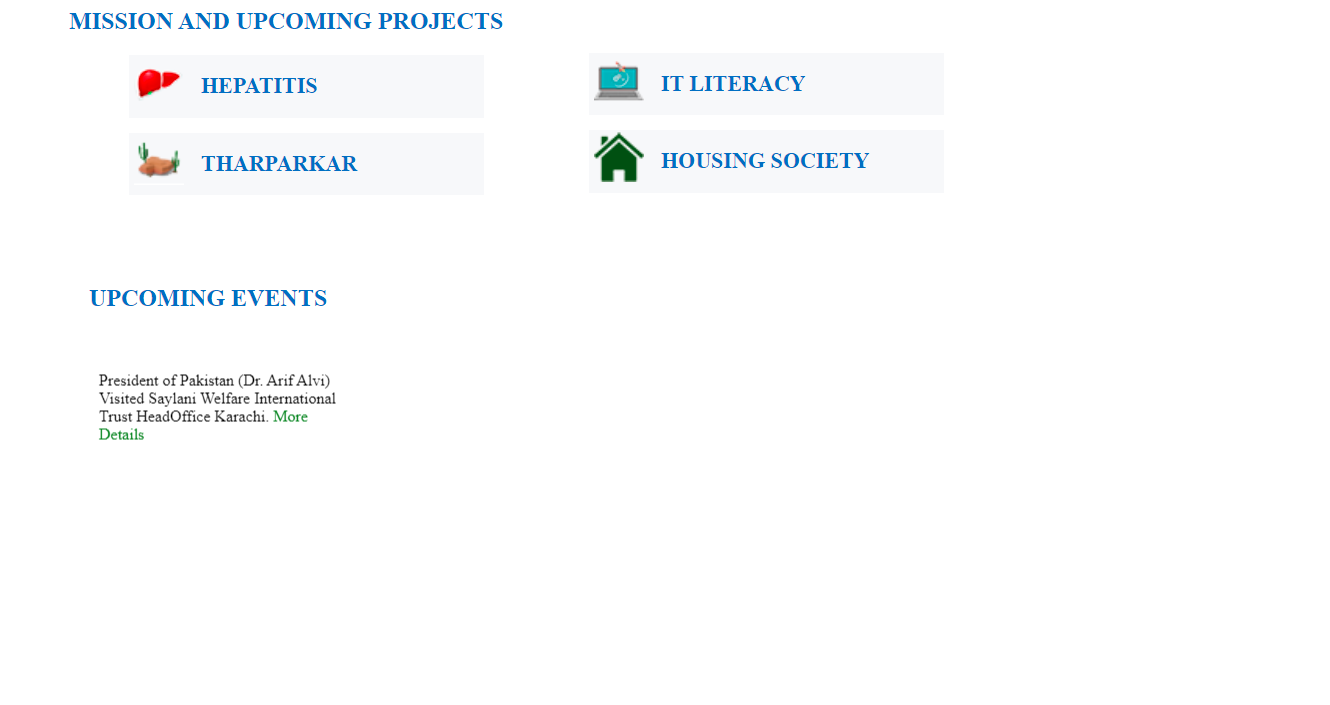 MISSION AND UPCOMING PROJECTS
HEPATITIS
IT LITERACY
THARPARKAR
HOUSING SOCIETY
UPCOMING EVENTS
President of Pakistan (Dr. Arif Alvi)
Visited Saylani Welfare International
Trust HeadOffice Karachi. More
Details